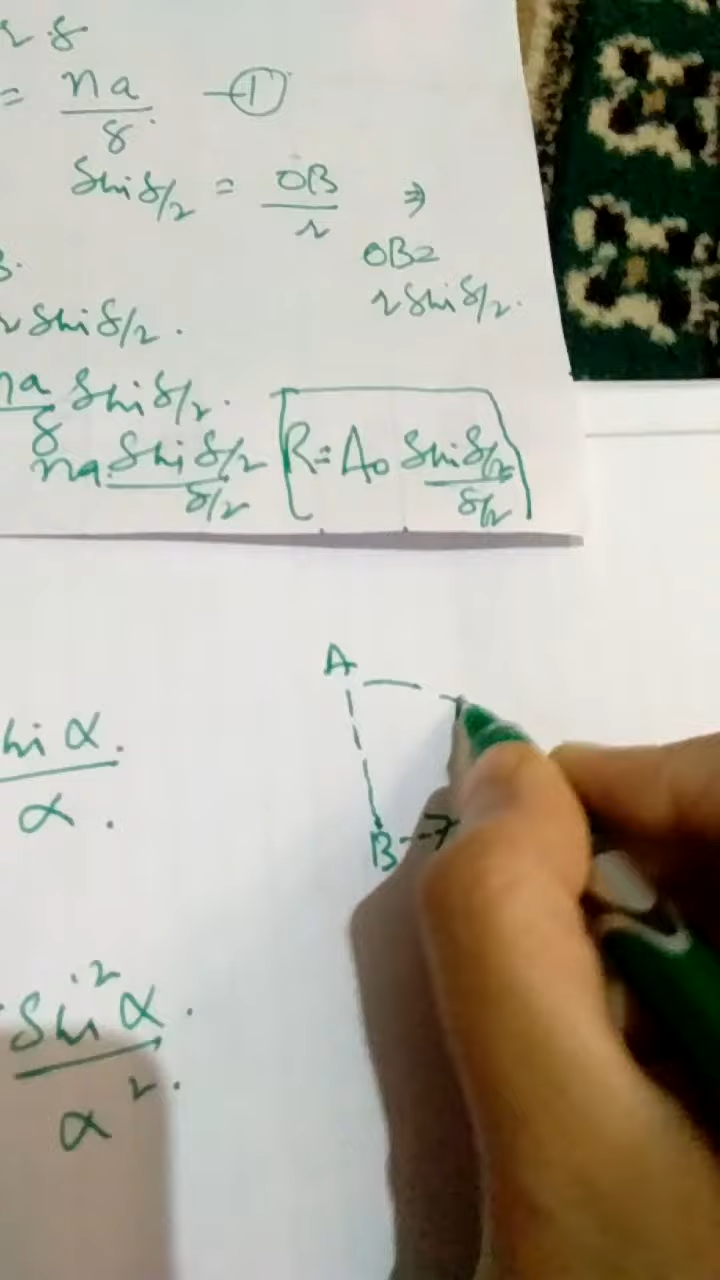 r δ
= na/δ —①
Sin δ/2 = OB/r ⇒
OB =
B.
r Sin δ/2.
r Sin δ/2.
na/δ Sin δ/2.
na Sin δ/2 / δ/2 R = A₀ Sin δ/2 / δ/2
A
Sin α. / α.
B
Sin² α. / α².